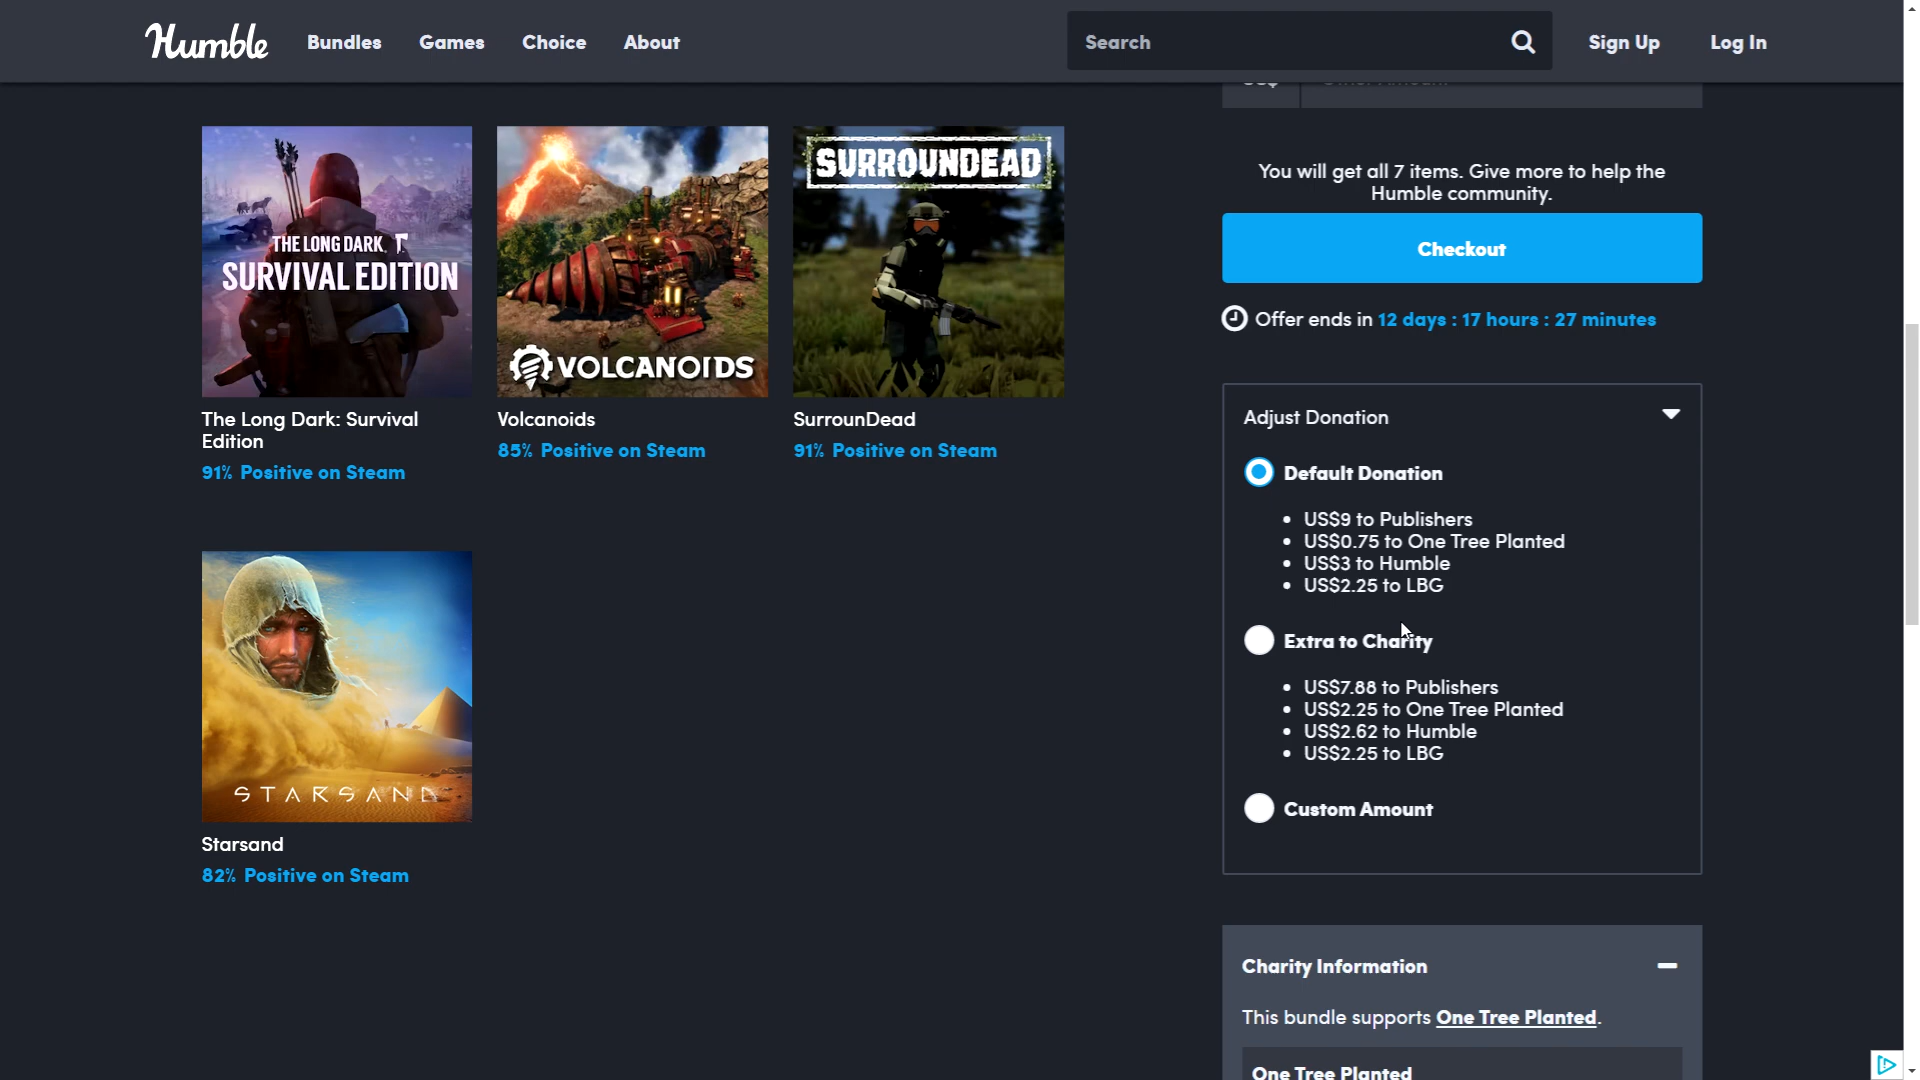 Humble
Bundles
Games
Choice
About
Search
Sign Up
Log In
THE LONG DARK
SURVIVAL EDITION
VOLCANOIDS
SURROUNDEAD
The Long Dark: Survival
Edition
91% Positive on Steam
Volcanoids
85% Positive on Steam
SurrounDead
91% Positive on Steam
STARSAND
Starsand
82% Positive on Steam
You will get all 7 items. Give more to help the
Humble community.
Checkout
Offer ends in 12 days : 17 hours : 27 minutes
Adjust Donation
Default Donation
• US$9 to Publishers
• US$0.75 to One Tree Planted
• US$3 to Humble
• US$2.25 to LBG
Extra to Charity
• US$7.88 to Publishers
• US$2.25 to One Tree Planted
• US$2.62 to Humble
• US$2.25 to LBG
Custom Amount
Charity Information
This bundle supports One Tree Planted.
One Tree Planted